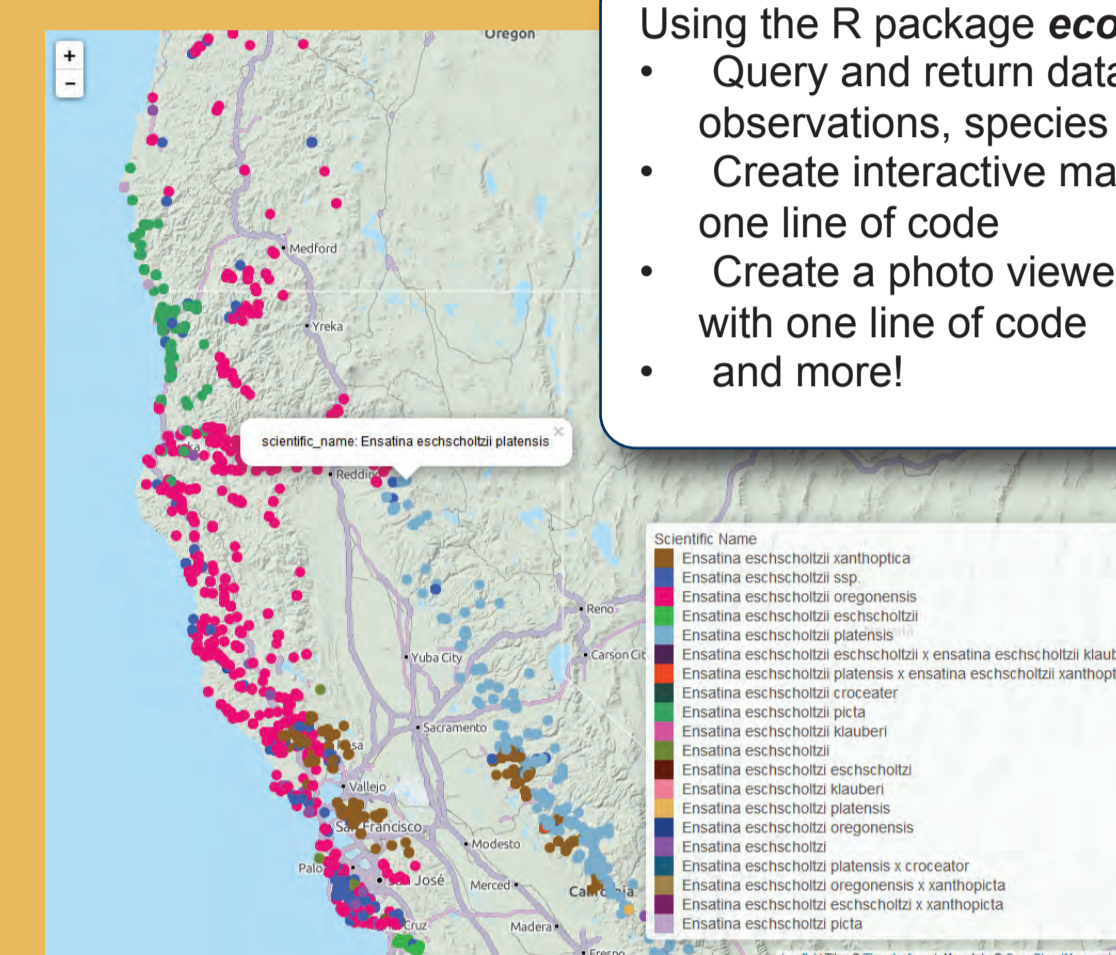 Using the R package eco
• Query and return data
observations, species
• Create interactive ma
one line of code
• Create a photo viewe
with one line of code
• and more!
+
−
Oregon
Medford
Yreka
scientific_name: Ensatina eschscholtzii platensis ×
Redding
Reno
Carson Cit
Yuba City
Sacramento
Vallejo
San Francisco
Modesto
Palo
José
Merced
California
Cruz
Madera
Fresno
Scientific Name
Ensatina eschscholtzii xanthoptica
Ensatina eschscholtzii ssp.
Ensatina eschscholtzii oregonensis
Ensatina eschscholtzii eschscholtzii
Ensatina eschscholtzii platensis
Ensatina eschscholtzii eschscholtzii x ensatina eschscholtzii klaub
Ensatina eschscholtzii platensis x ensatina eschscholtzii xanthopt
Ensatina eschscholtzii croceater
Ensatina eschscholtzii picta
Ensatina eschscholtzii klauberi
Ensatina eschscholtzii
Ensatina eschscholtzi eschscholtzi
Ensatina eschscholtzi klauberi
Ensatina eschscholtzi platensis
Ensatina eschscholtzi oregonensis
Ensatina eschscholtzi
Ensatina eschscholtzi platensis x croceator
Ensatina eschscholtzi oregonensis x xanthopicta
Ensatina eschscholtzi eschscholtzi x xanthopicta
Ensatina eschscholtzi picta